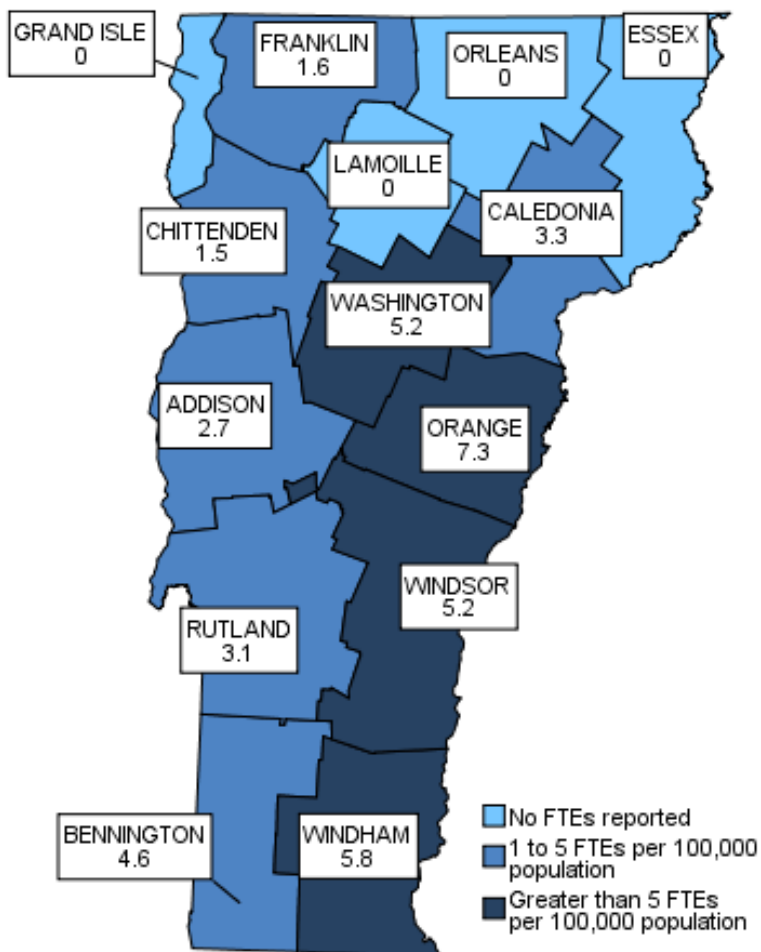 GRAND ISLE
0
FRANKLIN
1.6
ORLEANS
0
ESSEX
0
LAMOILLE
0
CALEDONIA
3.3
CHITTENDEN
1.5
WASHINGTON
5.2
ADDISON
2.7
ORANGE
7.3
WINDSOR
5.2
RUTLAND
3.1
BENNINGTON
4.6
WINDHAM
5.8
No FTEs reported
1 to 5 FTEs per 100,000
population
Greater than 5 FTEs
per 100,000 population